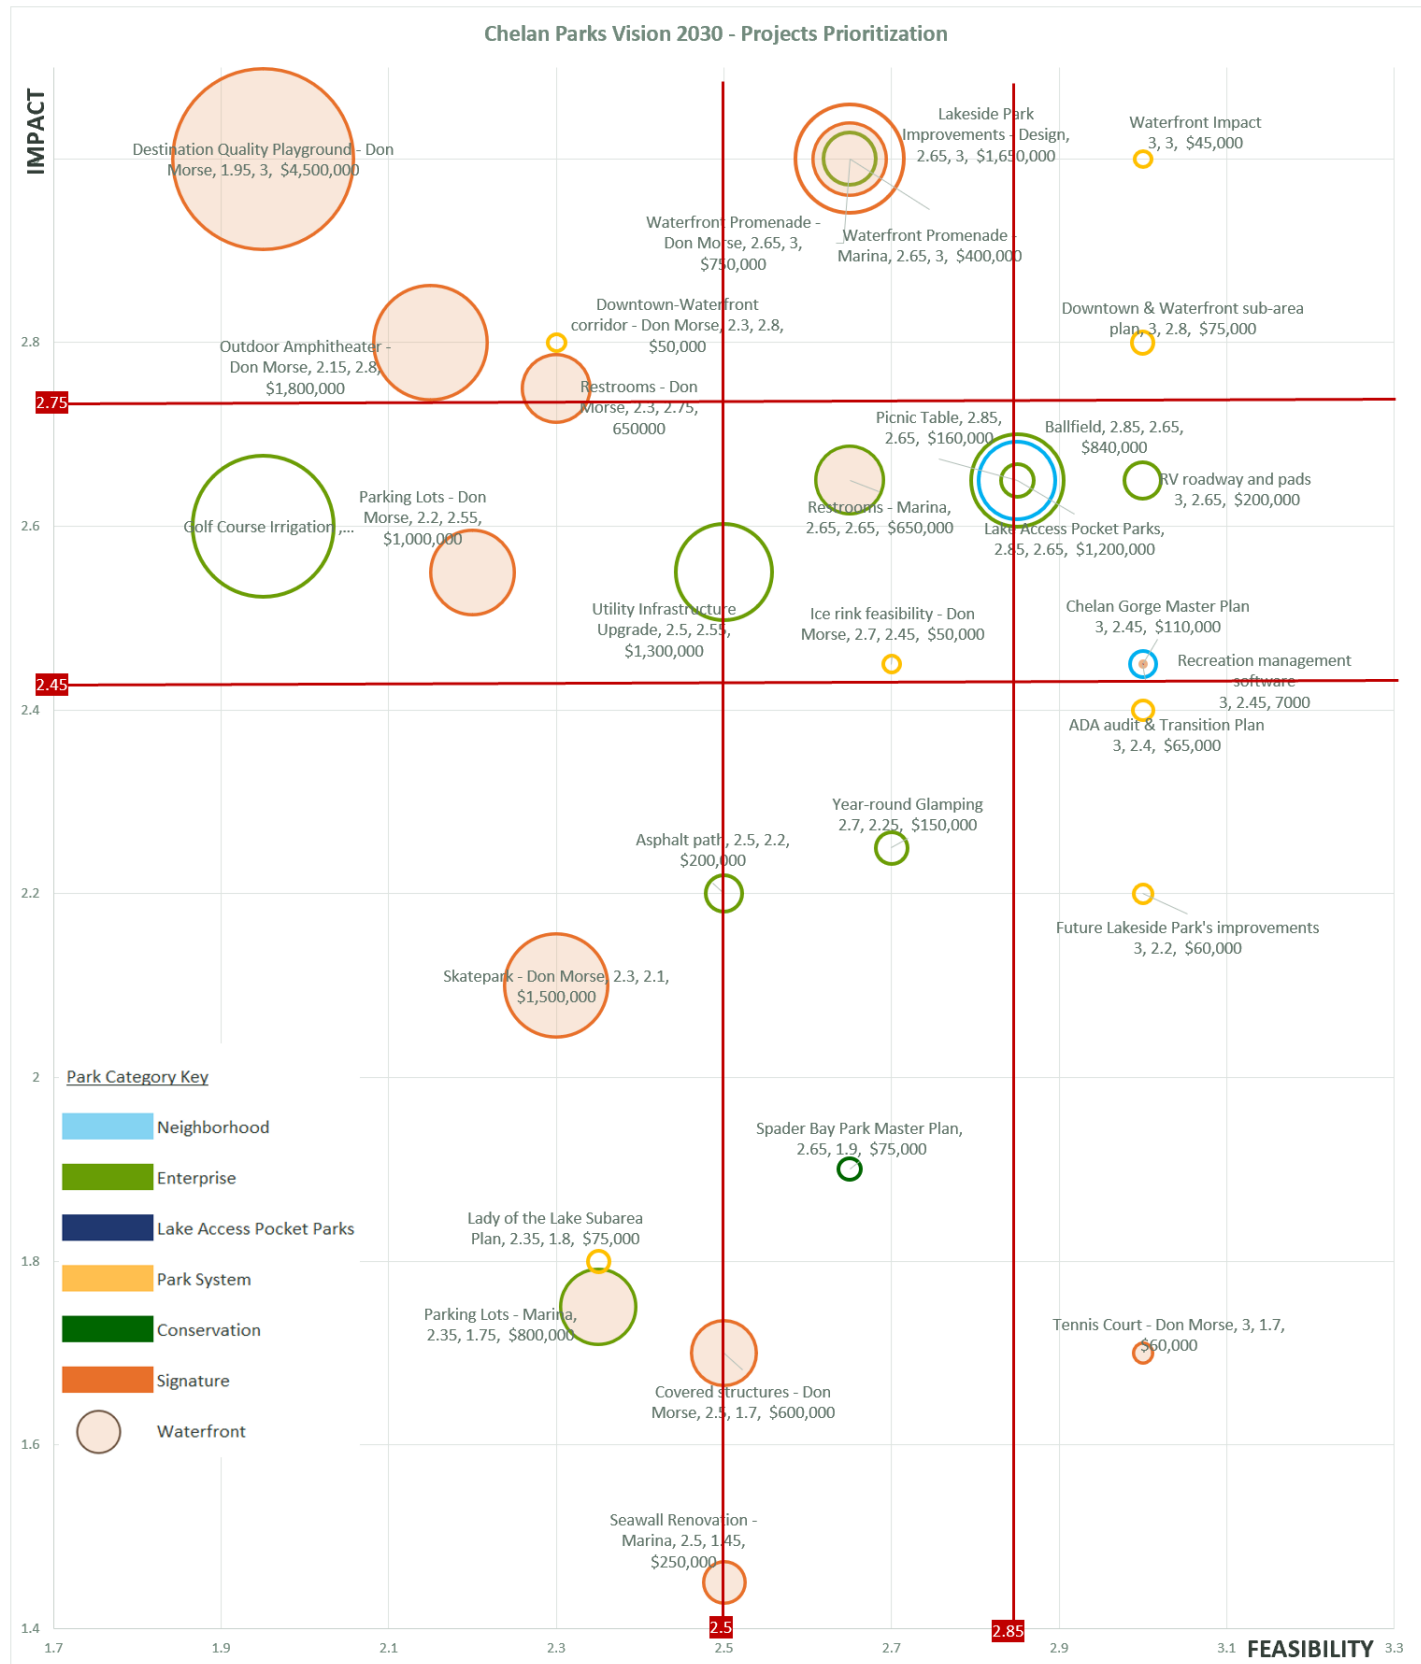 Chelan Parks Vision 2030 - Projects Prioritization
IMPACT
Destination Quality Playground - Don
Morse, 1.95, 3, $4,500,000
Lakeside Park
Improvements - Design,
2.65, 3, $1,650,000
Waterfront Impact
3, 3, $45,000
Waterfront Promenade -
Don Morse, 2.65, 3,
$750,000
Waterfront Promenade -
Marina, 2.65, 3, $400,000
Downtown-Waterfront
corridor - Don Morse, 2.3, 2.8,
$50,000
Downtown & Waterfront sub-area
plan, 3, 2.8, $75,000
2.8
Outdoor Amphitheater -
Don Morse, 2.15, 2.8,
$1,800,000
Restrooms - Don
Morse, 2.3, 2.75,
650000
2.75
Picnic Table, 2.85,
2.65, $160,000
Ballfield, 2.85, 2.65,
$840,000
RV roadway and pads
3, 2.65, $200,000
Parking Lots - Don
Morse, 2.2, 2.55,
$1,000,000
Golf Course Irrigation ,...
Restrooms - Marina,
2.65, 2.65, $650,000
Lake Access Pocket Parks,
2.85, 2.65, $1,200,000
2.6
Utility Infrastructure
Upgrade, 2.5, 2.55,
$1,300,000
Ice rink feasibility - Don
Morse, 2.7, 2.45, $50,000
Chelan Gorge Master Plan
3, 2.45, $110,000
Recreation management
software
3, 2.45, 7000
2.45
2.4
ADA audit & Transition Plan
3, 2.4, $65,000
Year-round Glamping
2.7, 2.25, $150,000
Asphalt path, 2.5, 2.2,
$200,000
2.2
Future Lakeside Park's improvements
3, 2.2, $60,000
Skatepark - Don Morse, 2.3, 2.1,
$1,500,000
2
Park Category Key
Neighborhood
Enterprise
Lake Access Pocket Parks
Park System
Conservation
Signature
Waterfront
Spader Bay Park Master Plan,
2.65, 1.9, $75,000
Lady of the Lake Subarea
Plan, 2.35, 1.8, $75,000
1.8
Parking Lots - Marina,
2.35, 1.75, $800,000
Tennis Court - Don Morse, 3, 1.7,
$60,000
Covered structures - Don
Morse, 2.5, 1.7, $600,000
1.6
Seawall Renovation -
Marina, 2.5, 1.45,
$250,000
1.4
2.5
2.85
1.7
1.9
2.1
2.3
2.5
2.7
2.9
3.1
FEASIBILITY
3.3